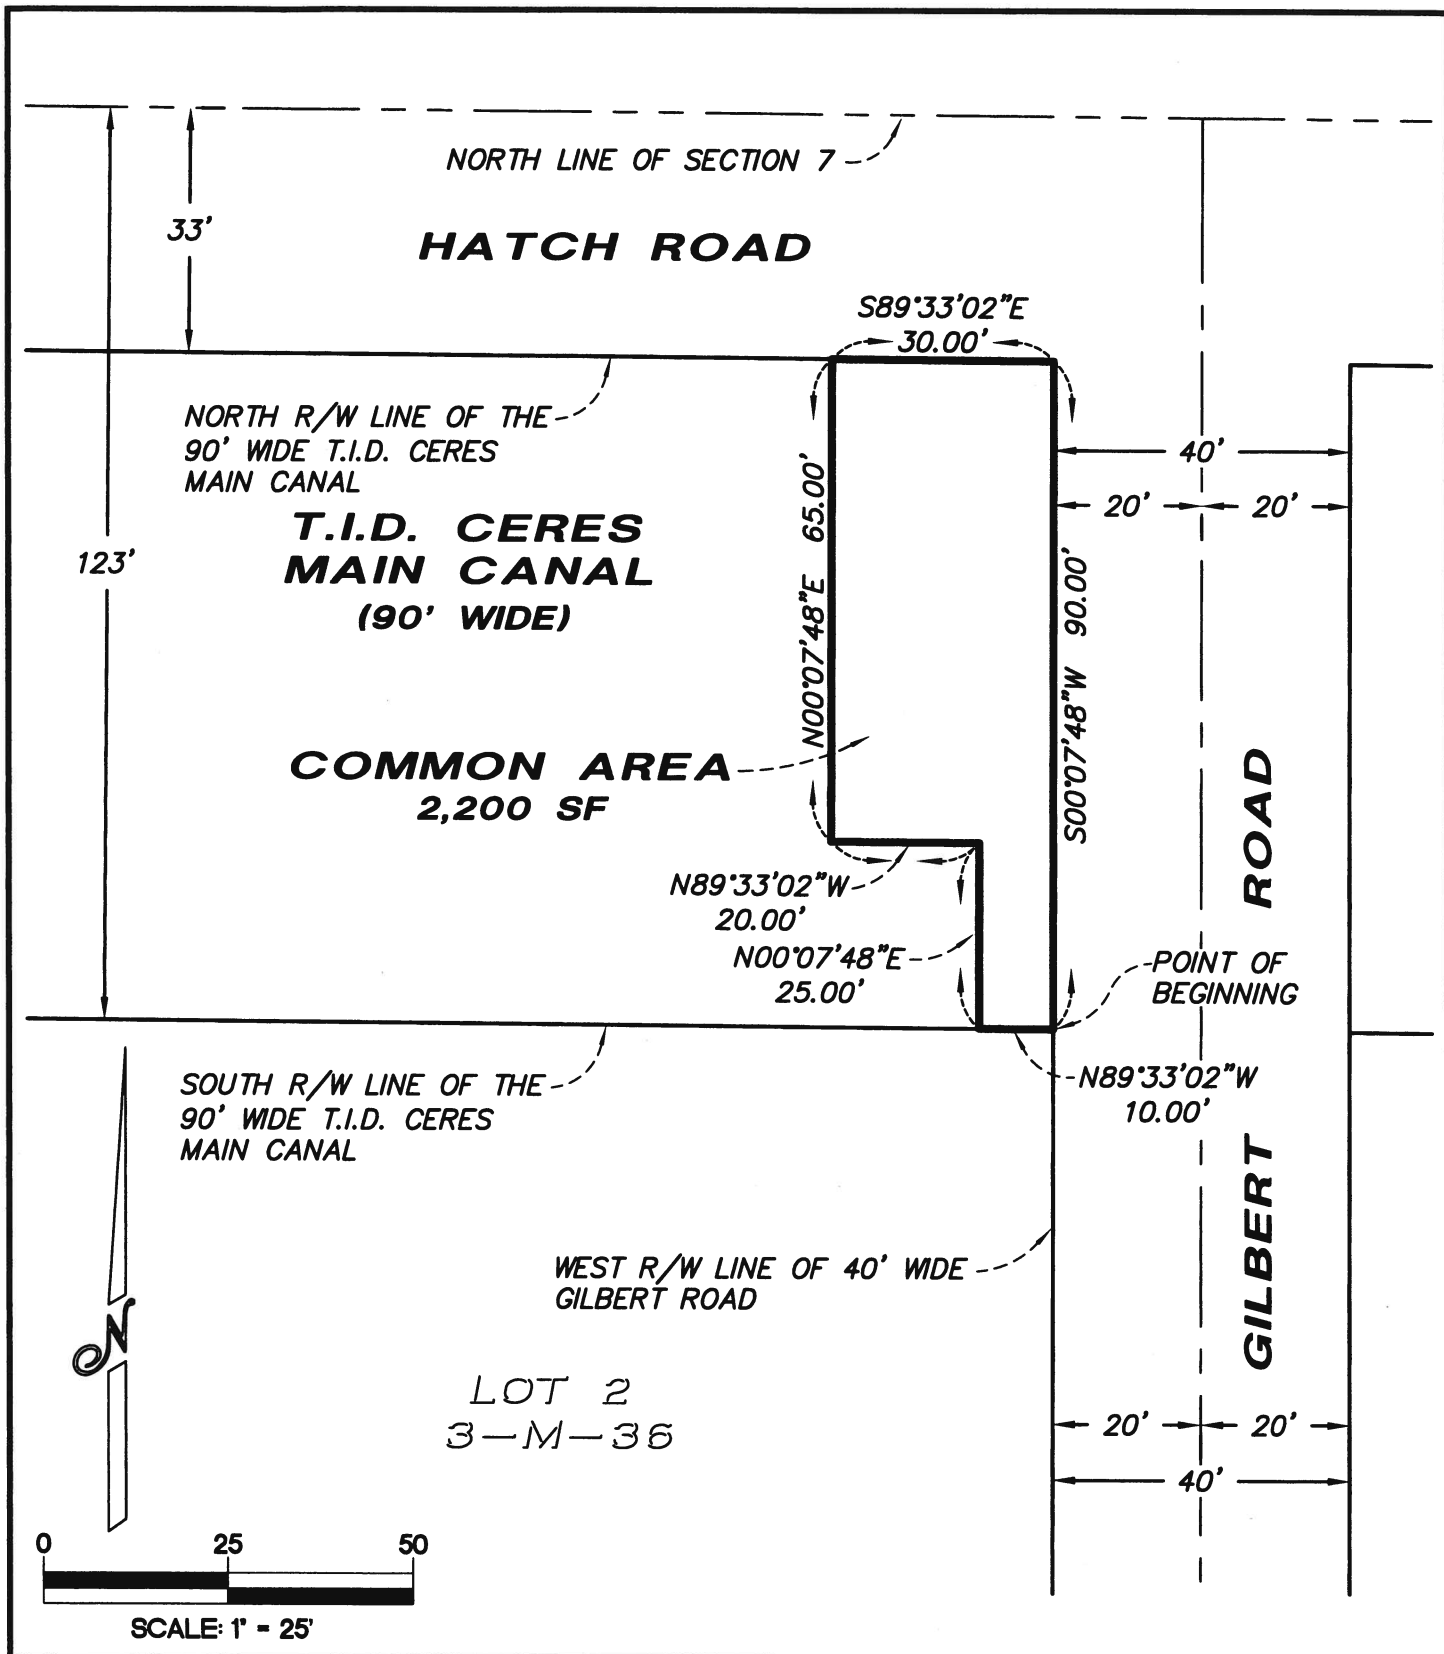 NORTH LINE OF SECTION 7
33'
HATCH ROAD
S89°33'02"E
30.00'
NORTH R/W LINE OF THE
90' WIDE T.I.D. CERES
MAIN CANAL
40'
20'
20'
T.I.D. CERES
MAIN CANAL
(90' WIDE)
123'
N00°07'48"E 65.00'
S00°07'48"W 90.00'
COMMON AREA
2,200 SF
N89°33'02"W
20.00'
N00°07'48"E
25.00'
POINT OF
BEGINNING
N89°33'02"W
10.00'
SOUTH R/W LINE OF THE
90' WIDE T.I.D. CERES
MAIN CANAL
GILBERT ROAD
WEST R/W LINE OF 40' WIDE
GILBERT ROAD
N
LOT 2
3-M-36
20'
20'
40'
0 25 50
SCALE: 1" = 25'